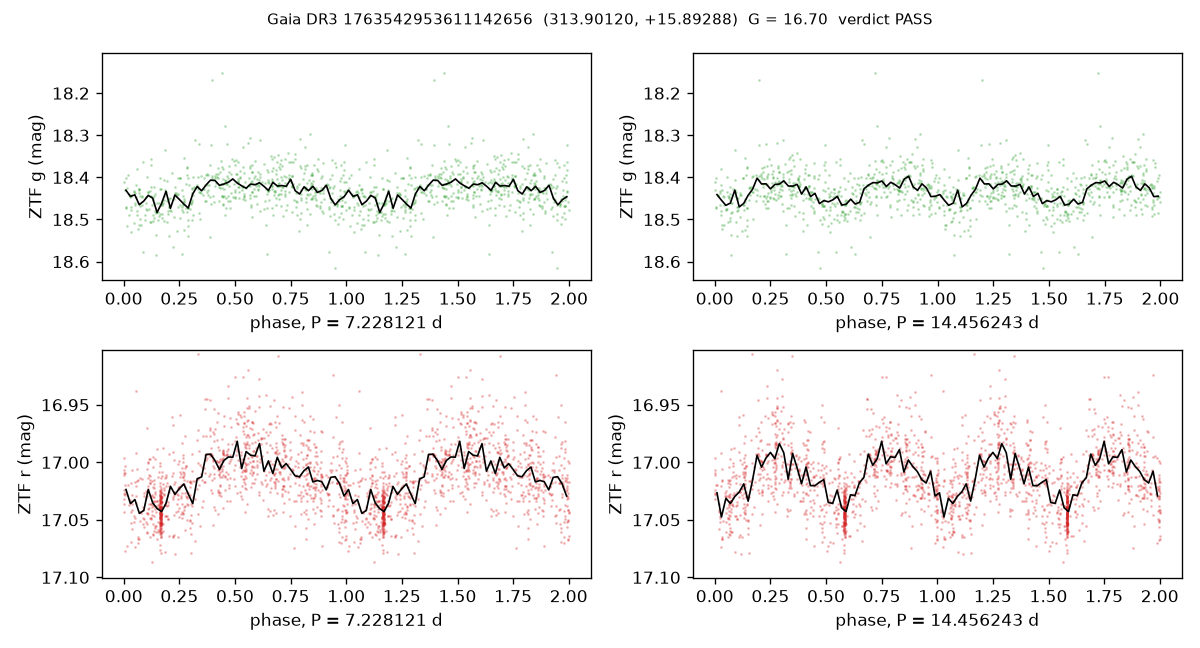 Gaia DR3 1763542953611142656  (313.90120, +15.89288)  G = 16.70  verdict PASS
ZTF g (mag)
18.2
18.3
18.4
18.5
18.6
0.00 0.25 0.50 0.75 1.00 1.25 1.50 1.75 2.00
phase, P = 7.228121 d
ZTF g (mag)
18.2
18.3
18.4
18.5
18.6
0.00 0.25 0.50 0.75 1.00 1.25 1.50 1.75 2.00
phase, P = 14.456243 d
ZTF r (mag)
16.95
17.00
17.05
17.10
0.00 0.25 0.50 0.75 1.00 1.25 1.50 1.75 2.00
phase, P = 7.228121 d
ZTF r (mag)
16.95
17.00
17.05
17.10
0.00 0.25 0.50 0.75 1.00 1.25 1.50 1.75 2.00
phase, P = 14.456243 d